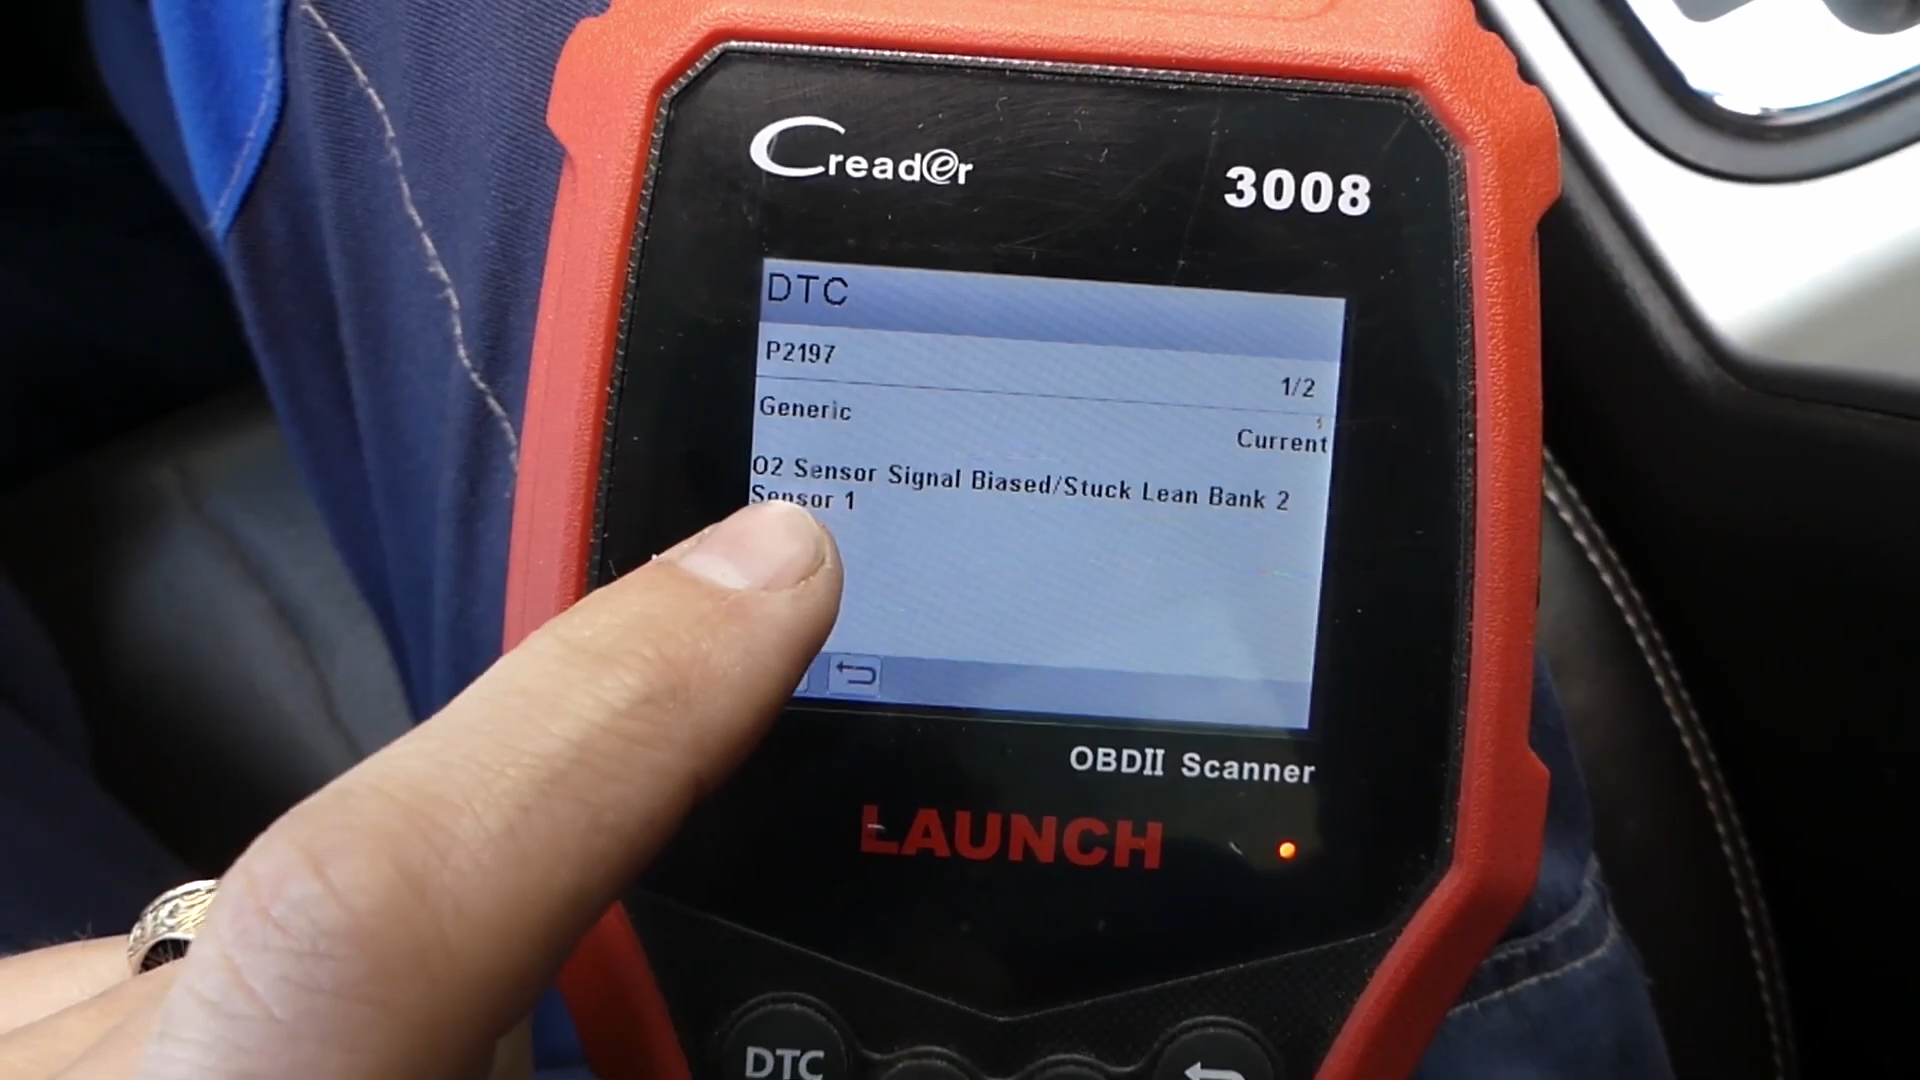 Creader
3008
DTC
P2197
1/2
Generic
Current
O2 Sensor Signal Biased/Stuck Lean Bank 2
Sensor 1
OBDII Scanner
LAUNCH
DTC